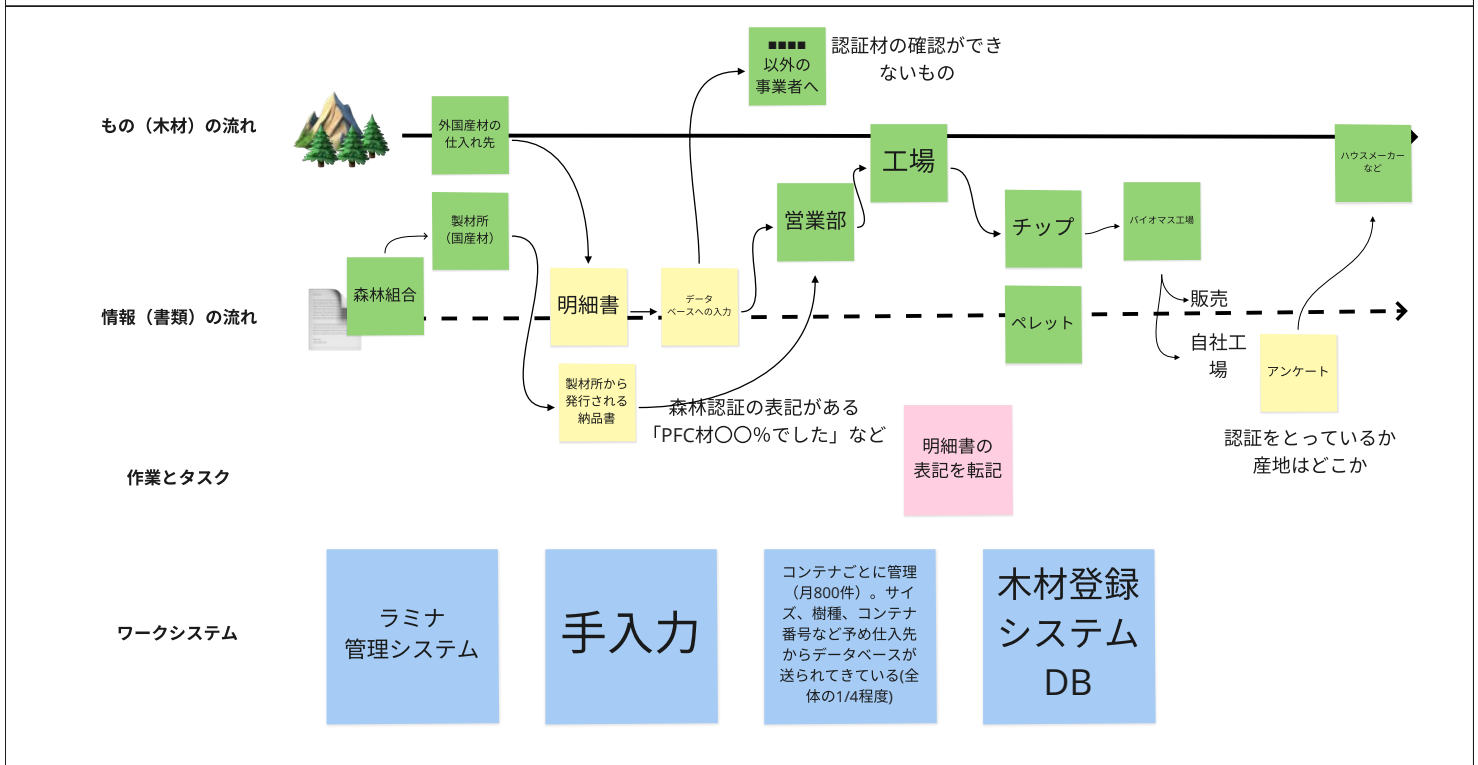 ■■■■
以外の
事業者へ
認証材の確認ができ
ないもの
もの（木材）の流れ
外国産材の
仕入れ先
工場
ハウスメーカー
など
製材所
（国産材）
営業部
チップ
バイオマス工場
森林組合
情報（書類）の流れ
明細書
データ
ベースへの入力
ペレット
販売
自社工
場
アンケート
製材所から
発行される
納品書
森林認証の表記がある
「PFC材〇〇％でした」など
明細書の
表記を転記
認証をとっているか
産地はどこか
作業とタスク
ワークシステム
ラミナ
管理システム
手入力
コンテナごとに管理
（月800件）。サイ
ズ、樹種、コンテナ
番号など予め仕入先
からデータベースが
送られてきている(全
体の1/4程度)
木材登録
システム
DB